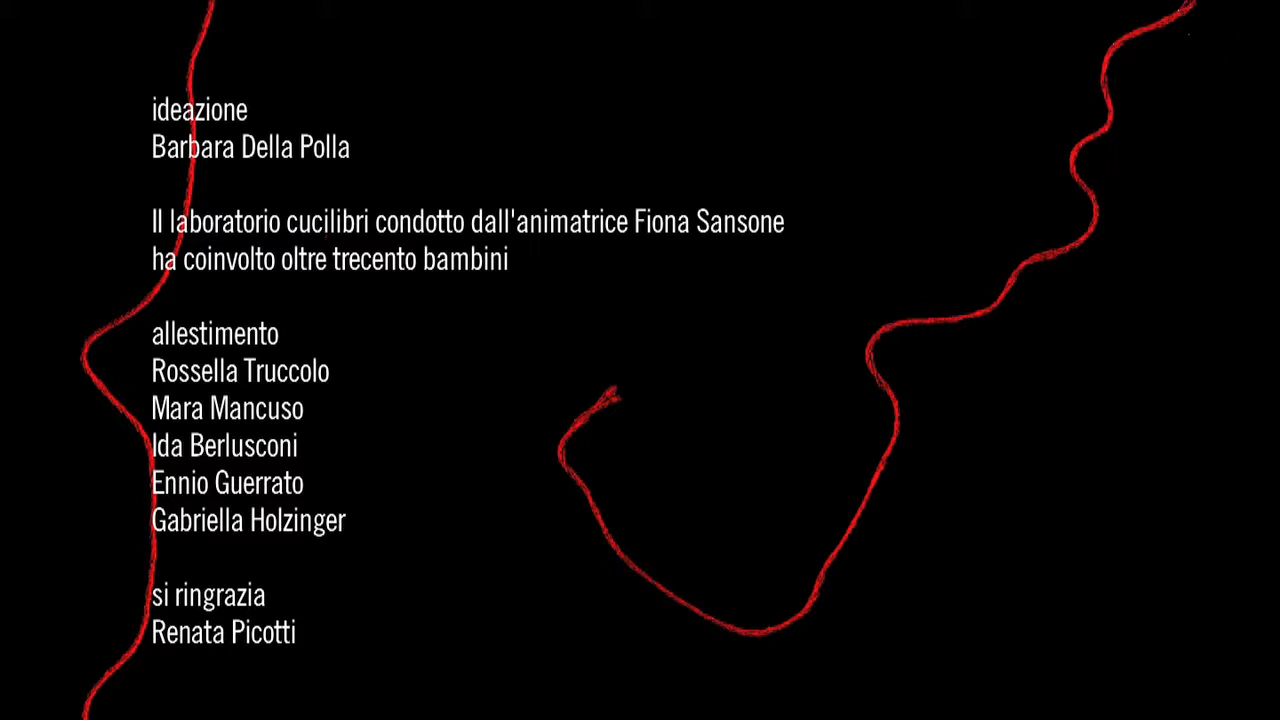 ideazione
Barbara Della Polla
Il laboratorio cucilibri condotto dall'animatrice Fiona Sansone
ha coinvolto oltre trecento bambini
allestimento
Rossella Truccolo
Mara Mancuso
Ida Berlusconi
Ennio Guerrato
Gabriella Holzinger
si ringrazia
Renata Picotti